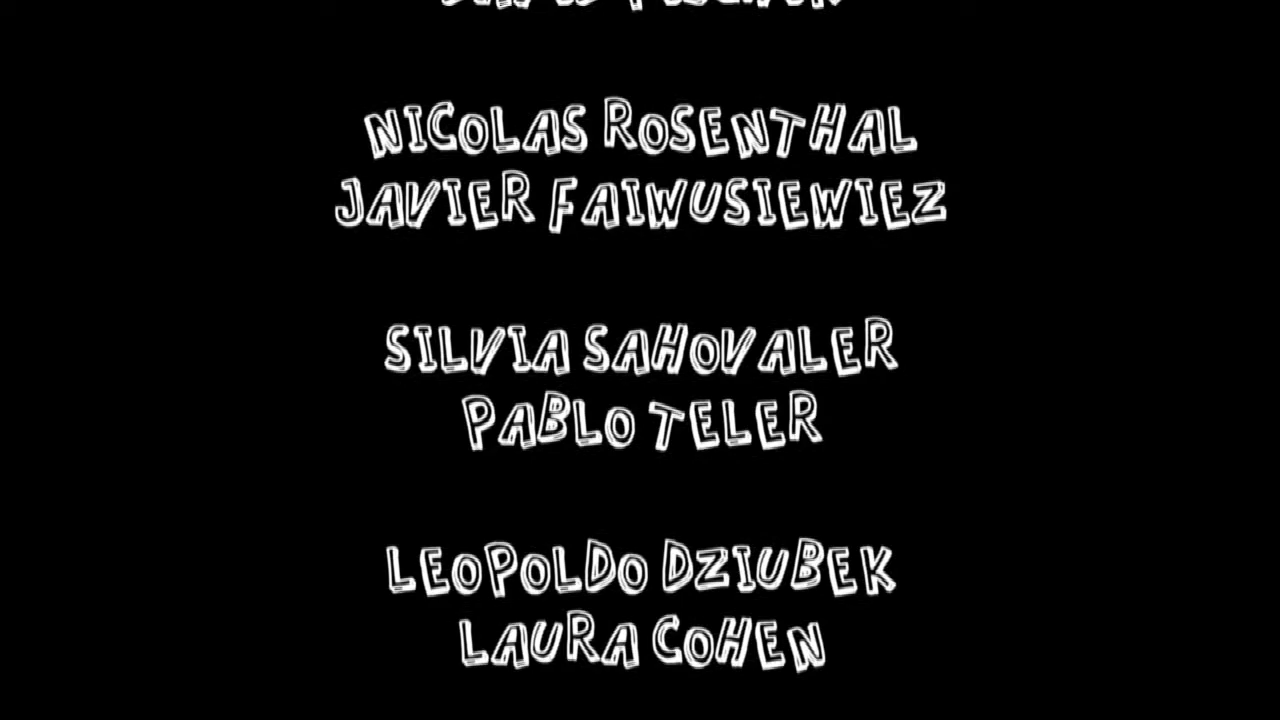 NICOLAS ROSENTHAL
JAVIER FAIWUSIEWIEZ
SILVIA SAHOVALER
PABLO TELER
LEOPOLDO DZIUBEK
LAURA COHEN